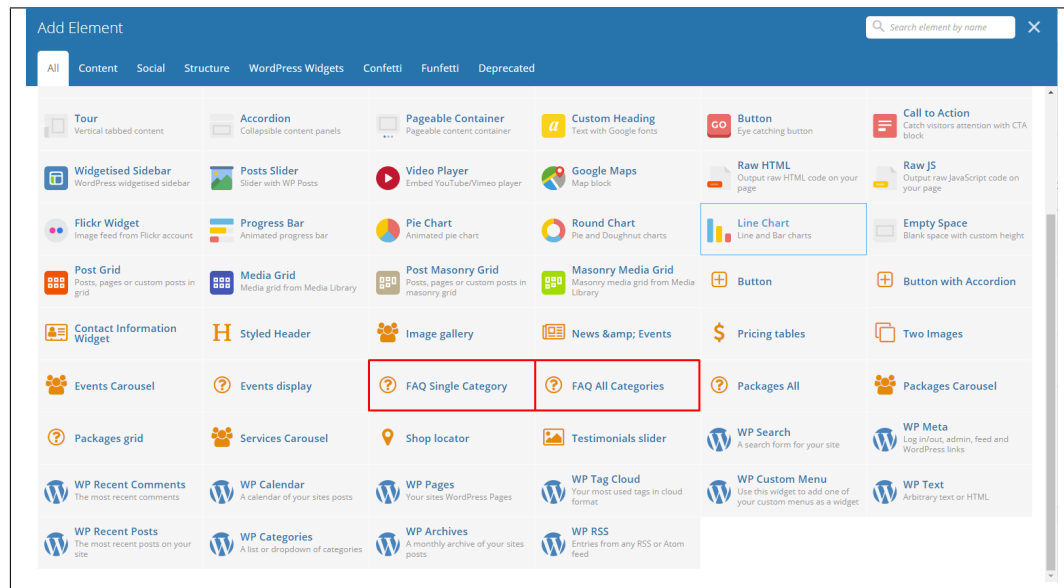 Add Element
Search element by name
All Content Social Structure WordPress Widgets Confetti Funfetti Deprecated
Tour
Vertical tabbed content
Accordion
Collapsible content panels
Pageable Container
Pageable content container
a
Custom Heading
Text with Google fonts
GO
Button
Eye catching button
Call to Action
Catch visitors attention with CTA
block
Widgetised Sidebar
WordPress widgetised sidebar
Posts Slider
Slider with WP Posts
Video Player
Embed YouTube/Vimeo player
Google Maps
Map block
Raw HTML
Output raw HTML code on your
page
Raw JS
Output raw JavaScript code on
your page
Flickr Widget
Image feed from Flickr account
Progress Bar
Animated progress bar
Pie Chart
Animated pie chart
Round Chart
Pie and Doughnut charts
Line Chart
Line and Bar charts
Empty Space
Blank space with custom height
Post Grid
Posts, pages or custom posts in
grid
Media Grid
Media grid from Media Library
Post Masonry Grid
Posts, pages or custom posts in
masonry grid
Masonry Media Grid
Masonry media grid from Media
Library
Button
Button with Accordion
Contact Information
Widget
H Styled Header
Image gallery
News &amp; Events
$ Pricing tables
Two Images
Events Carousel
? Events display
? FAQ Single Category
? FAQ All Categories
? Packages All
Packages Carousel
? Packages grid
Services Carousel
Shop locator
Testimonials slider
WP Search
A search form for your site
WP Meta
Log in/out, admin, feed and
WordPress links
WP Recent Comments
The most recent comments
WP Calendar
A calendar of your sites posts
WP Pages
Your sites WordPress Pages
WP Tag Cloud
Your most used tags in cloud
format
WP Custom Menu
Use this widget to add one of
your custom menus as a widget
WP Text
Arbitrary text or HTML
WP Recent Posts
The most recent posts on your
site
WP Categories
A list or dropdown of categories
WP Archives
A monthly archive of your sites
posts
WP RSS
Entries from any RSS or Atom
feed